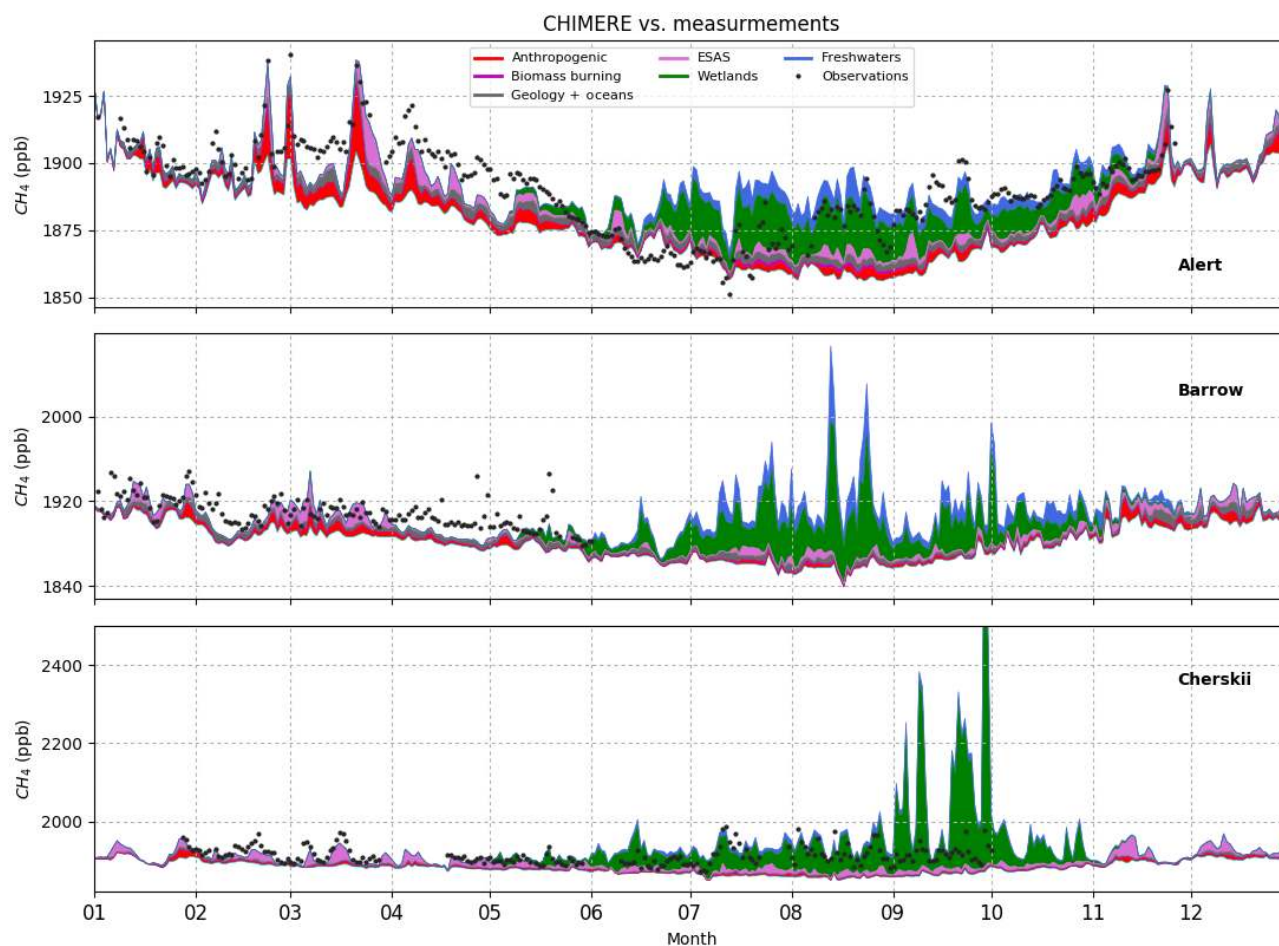 CHIMERE vs. measurmements
Anthropogenic
Biomass burning
Geology + oceans
ESAS
Wetlands
Freshwaters
Observations
CH4 (ppb)
1925
1900
1875
1850
Alert
CH4 (ppb)
2000
1920
1840
Barrow
CH4 (ppb)
2400
2200
2000
Cherskii
01 02 03 04 05 06 07 08 09 10 11 12
Month